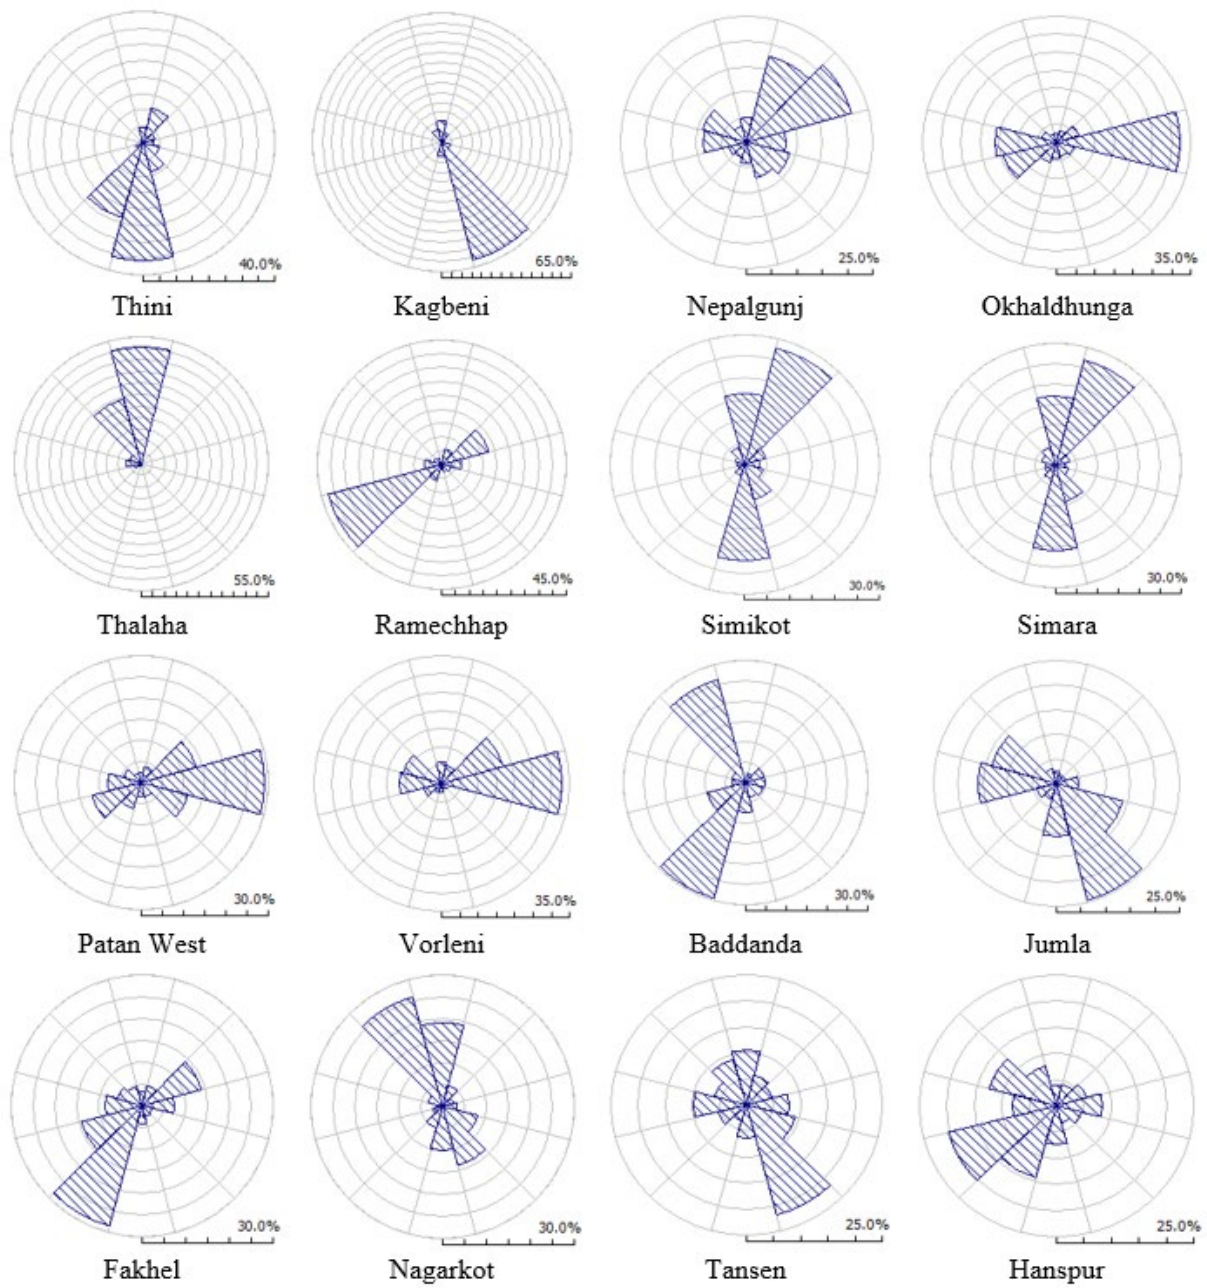 40.0% 65.0% 25.0% 35.0%
Thini Kagbeni Nepalgunj Okhaldhunga
55.0% 45.0% 30.0% 30.0%
Thalaha Ramechhap Simikot Simara
30.0% 35.0% 30.0% 25.0%
Patan West Vorleni Baddanda Jumla
30.0% 30.0% 25.0% 25.0%
Fakhel Nagarkot Tansen Hanspur